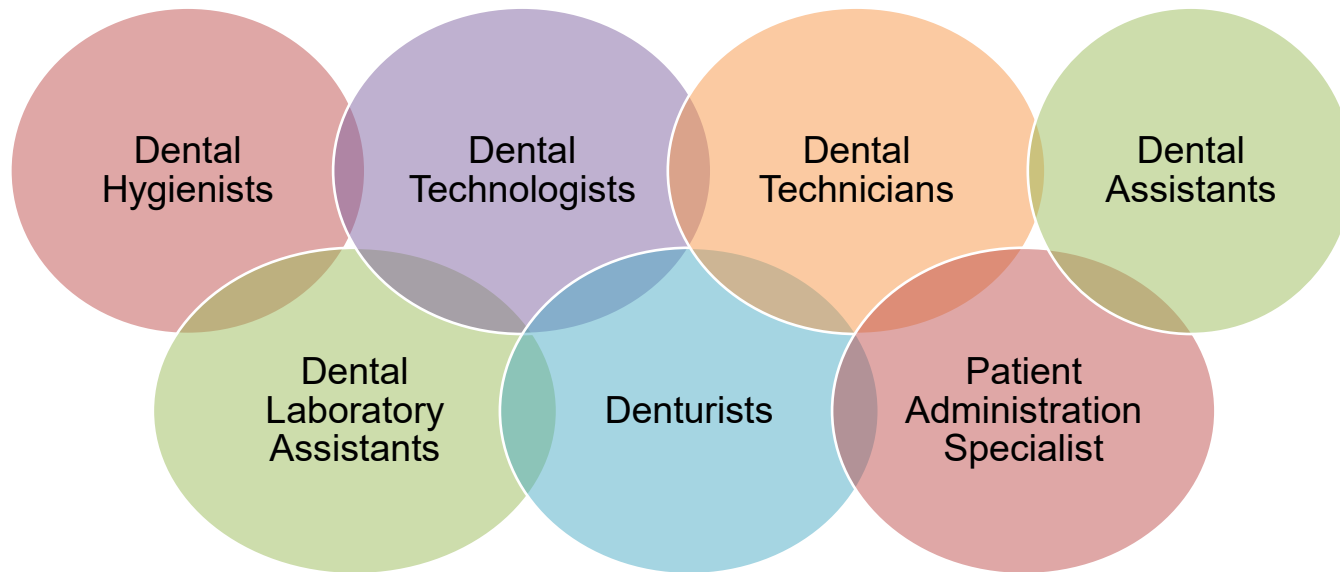 Dental
Hygienists
Dental
Technologists
Dental
Technicians
Dental
Assistants
Dental
Laboratory
Assistants
Denturists
Patient
Administration
Specialist